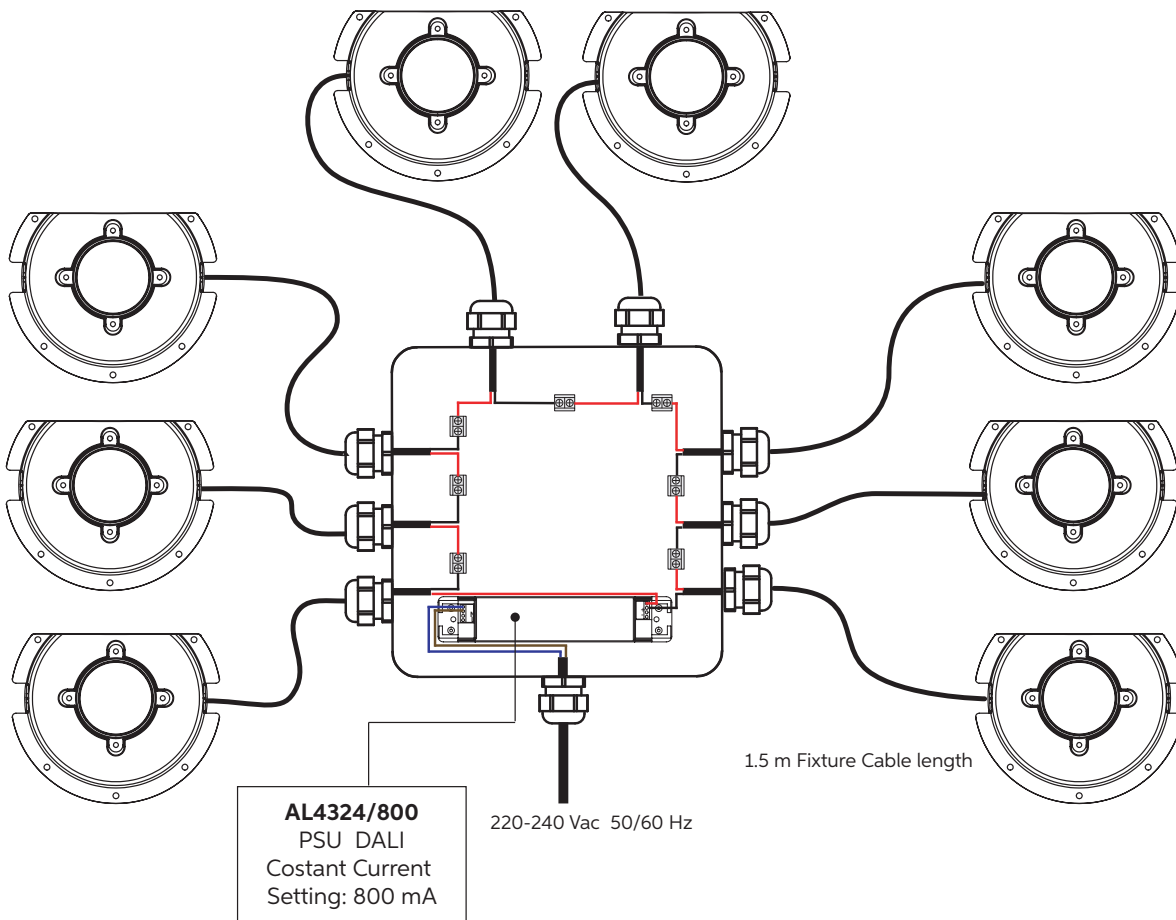 1.5 m Fixture Cable length
AL4324/800
PSU DALI
Costant Current
Setting: 800 mA
220-240 Vac 50/60 Hz